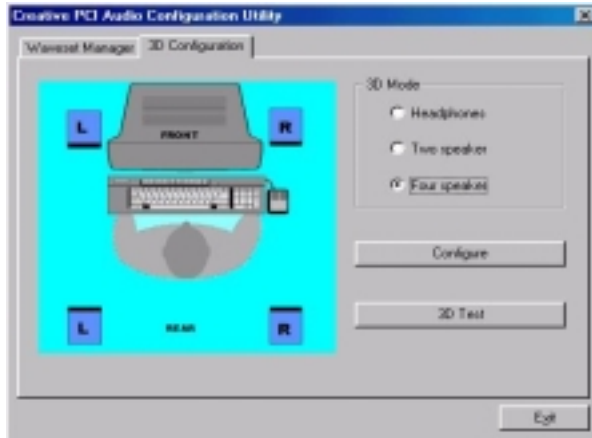 Creative PCI Audio Configuration Utility
Waveset Manager
3D Configuration
L
FRONT
R
L
REAR
R
3D Mode
Headphones
Two speaker
Four speaker
Configure
3D Test
Exit